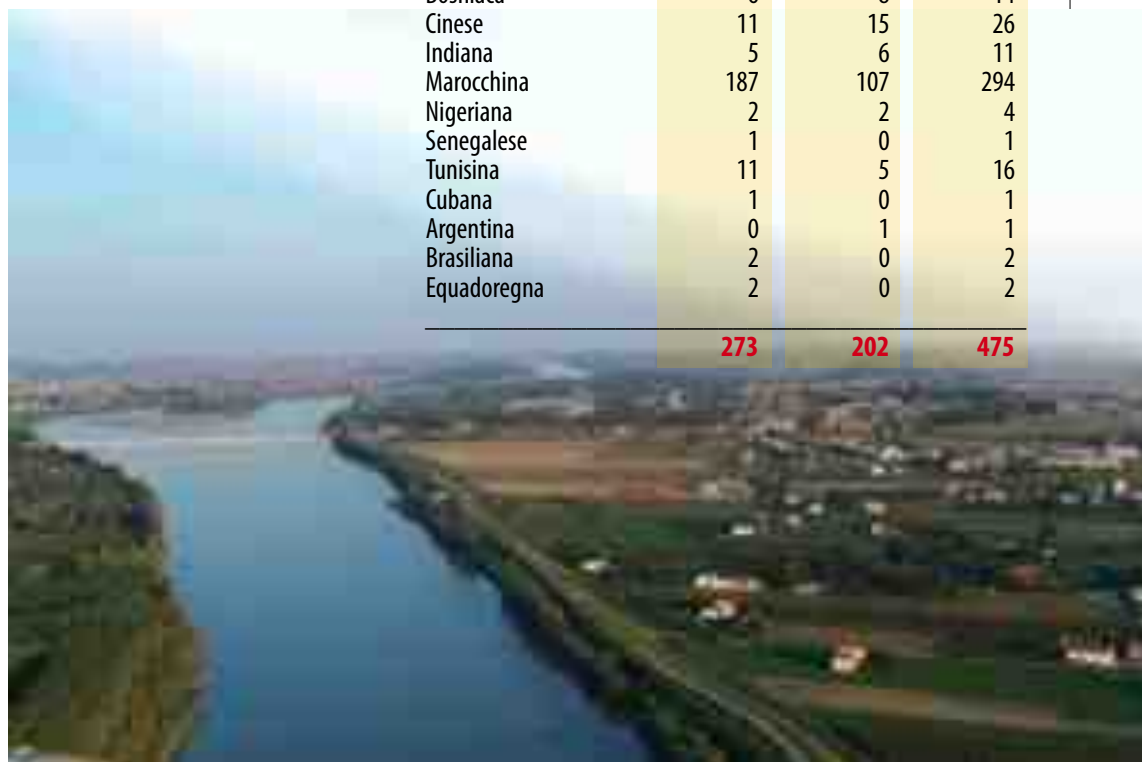 Cinese 11 15 26
Indiana 5 6 11
Marocchina 187 107 294
Nigeriana 2 2 4
Senegalese 1 0 1
Tunisina 11 5 16
Cubana 1 0 1
Argentina 0 1 1
Brasiliana 2 0 2
Equadoregna 2 0 2
273 202 475